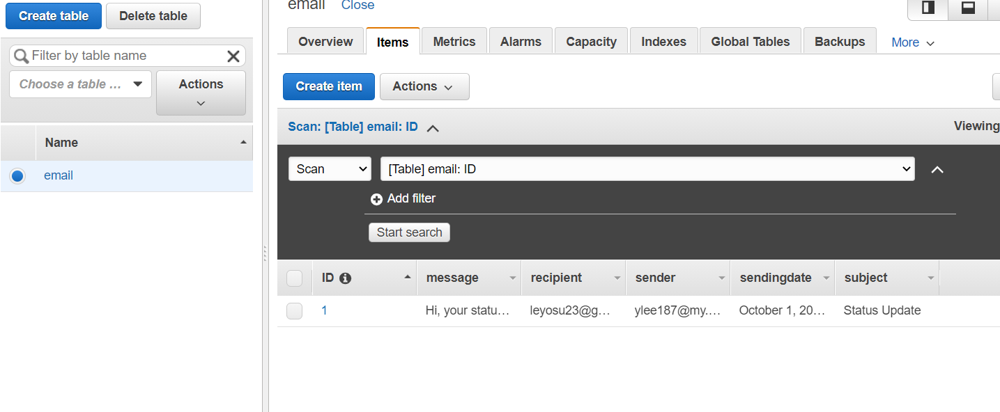 Create table Delete table
Filter by table name
Choose a table ... Actions
Name
email
email Close
Overview Items Metrics Alarms Capacity Indexes Global Tables Backups More
Create item Actions
Scan: [Table] email: ID Viewing
Scan [Table] email: ID
Add filter
Start search
ID message recipient sender sendingdate subject
1 Hi, your statu... leyosu23@g... ylee187@my.... October 1, 20... Status Update